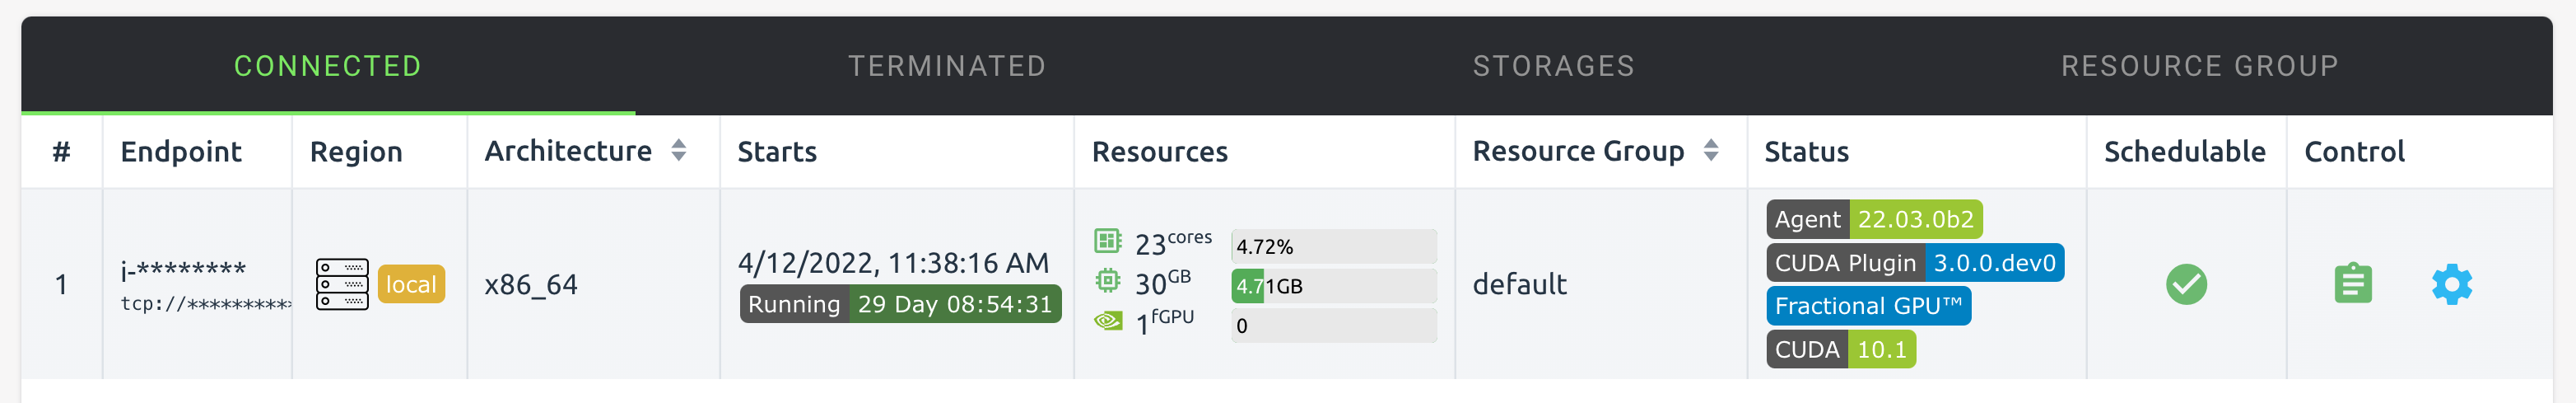 CONNECTED TERMINATED STORAGES RESOURCE GROUP
# Endpoint Region Architecture Starts Resources Resource Group Status Schedulable Control
1
i-********
tcp://**********
local
x86_64
4/12/2022, 11:38:16 AM
Running 29 Day 08:54:31
23cores 4.72%
30GB 4.71GB
1fGPU 0
default
Agent 22.03.0b2
CUDA Plugin 3.0.0.dev0
Fractional GPU™
CUDA 10.1